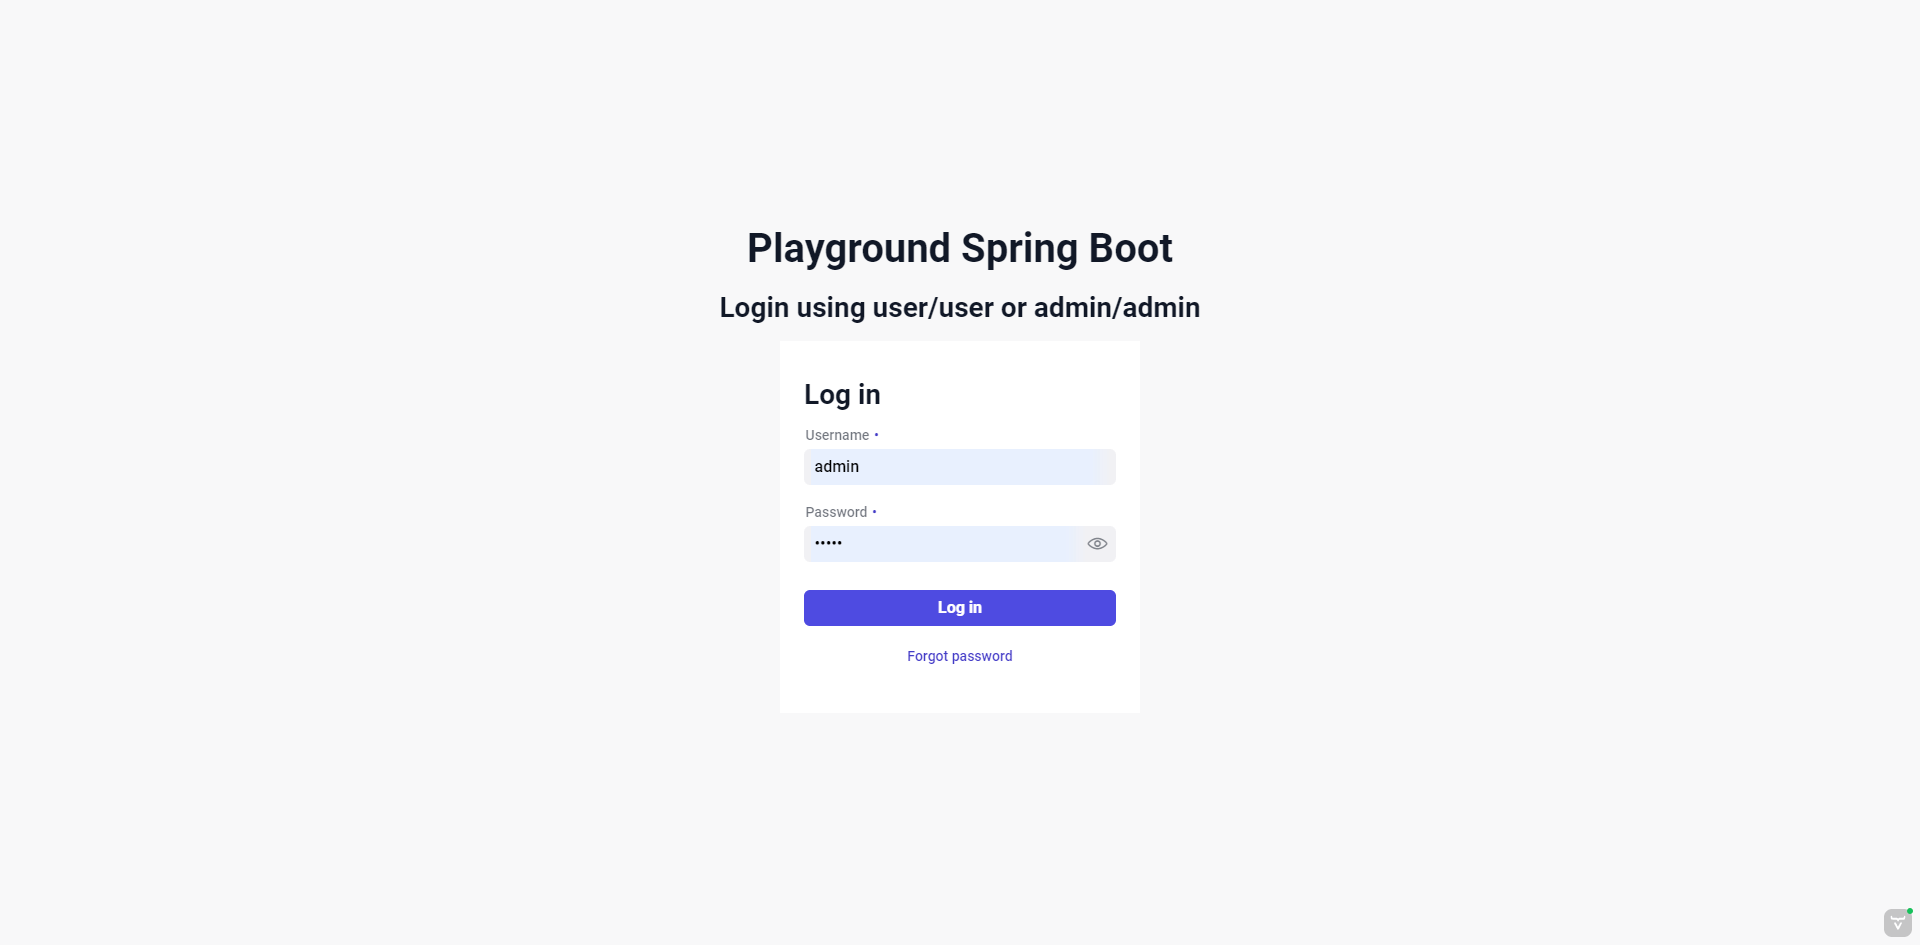 Playground Spring Boot
Login using user/user or admin/admin
Log in
Username •
admin
Password •
•••••
Log in
Forgot password